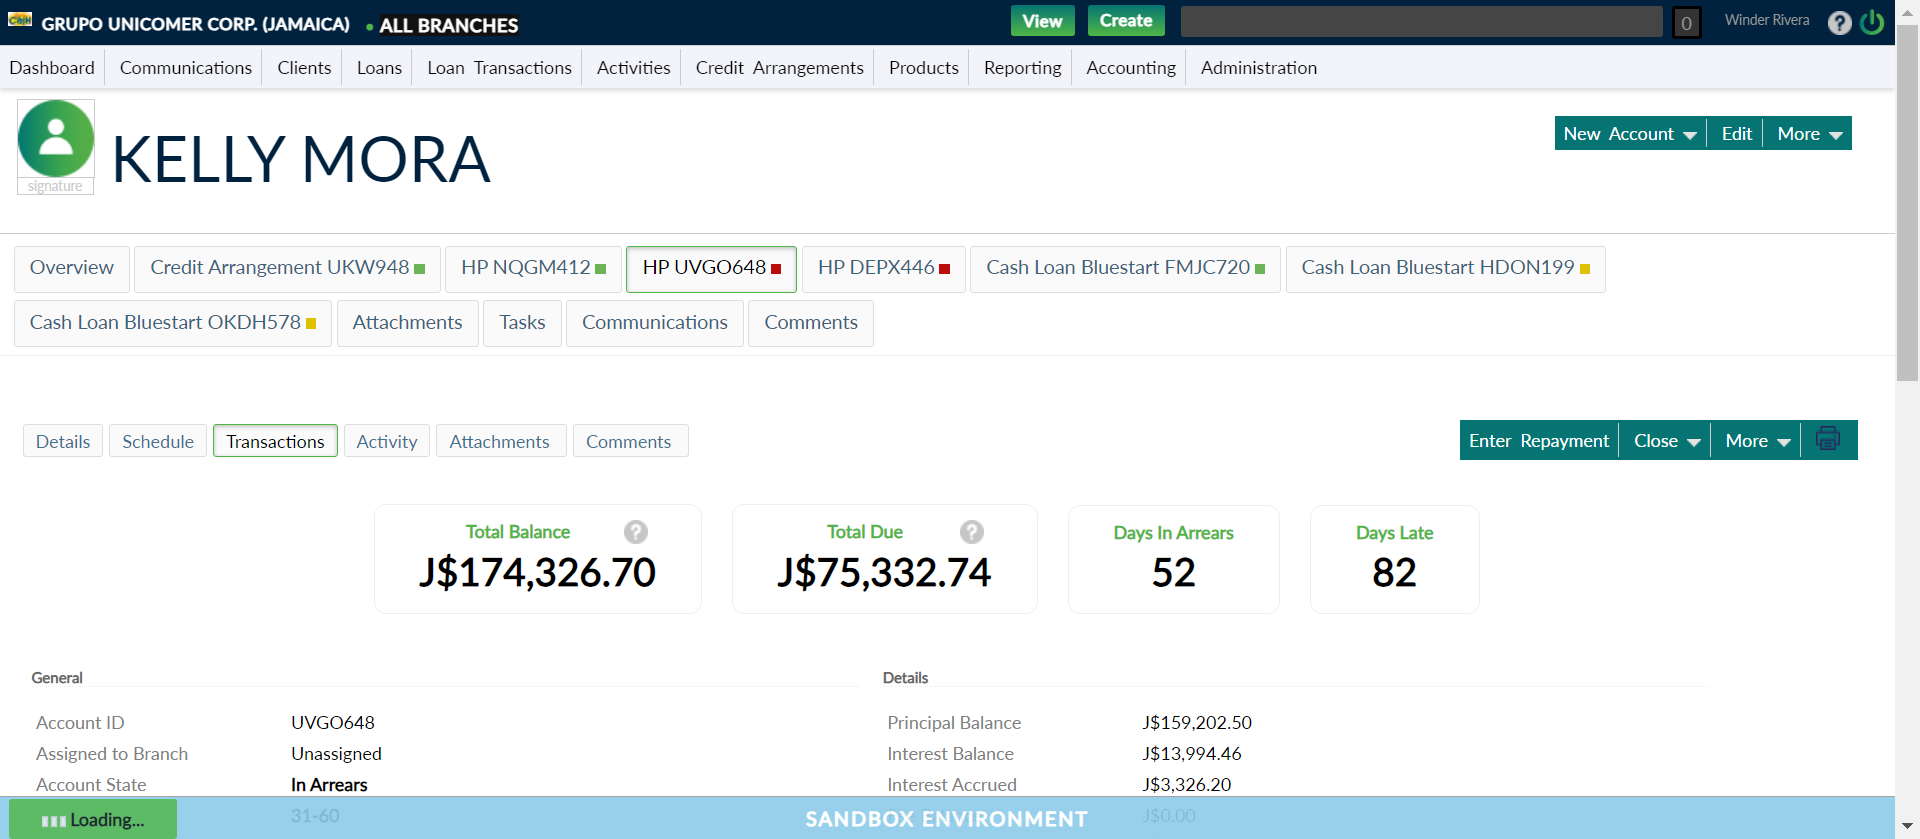 Cash GRUPO UNICOMER CORP. (JAMAICA) • ALL BRANCHES View Create 0 Winder Rivera ?
Dashboard Communications Clients Loans Loan Transactions Activities Credit Arrangements Products Reporting Accounting Administration
KELLY MORA
signature
New Account Edit More
Overview Credit Arrangement UKW948 HP NQGM412 HP UVGO648 HP DEPX446 Cash Loan Bluestart FMJC720 Cash Loan Bluestart HDON199
Cash Loan Bluestart OKDH578 Attachments Tasks Communications Comments
Details Schedule Transactions Activity Attachments Comments Enter Repayment Close More
Total Balance ? Total Due ? Days In Arrears Days Late
J$174,326.70 J$75,332.74 52 82
General Details
Account ID UVGO648 Principal Balance J$159,202.50
Assigned to Branch Unassigned Interest Balance J$13,994.46
Account State In Arrears Interest Accrued J$3,326.20
Loading... 31-60 SANDBOX ENVIRONMENT J$0.00